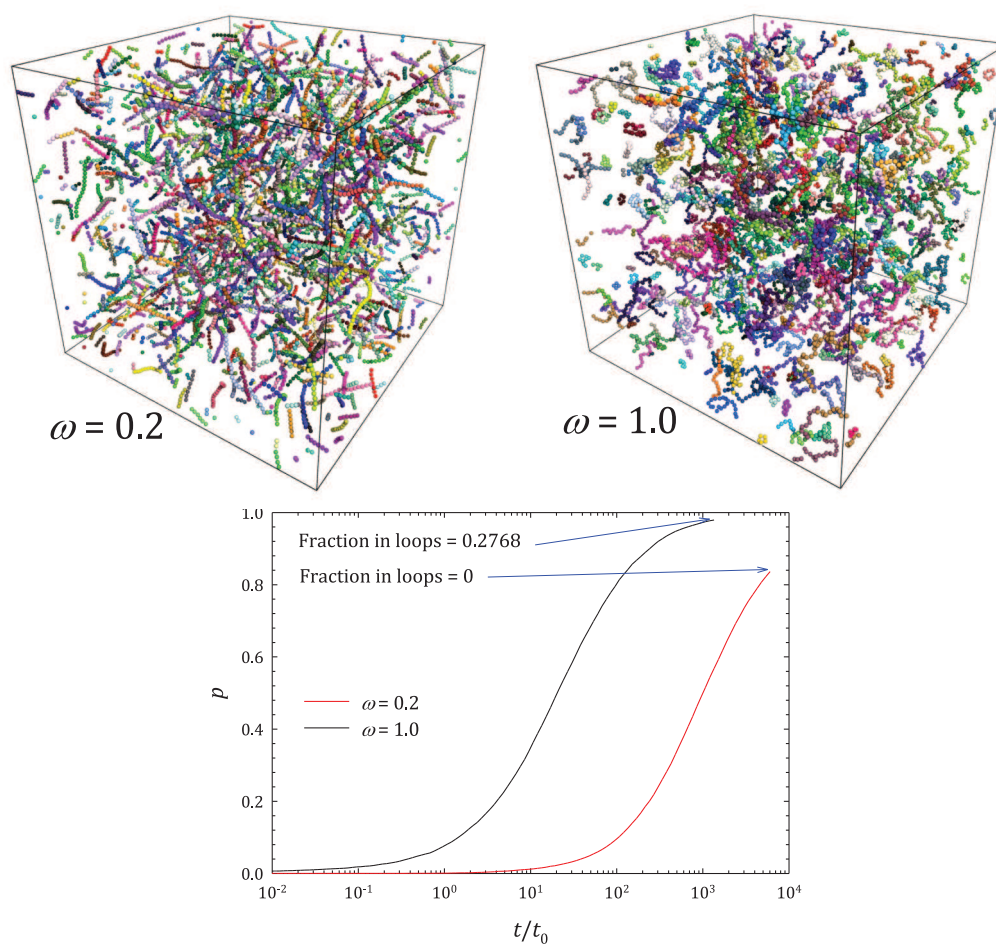 ω = 0.2
ω = 1.0
1.0
Fraction in loops = 0.2768
Fraction in loops = 0
0.8
0.6
p
ω = 0.2
ω = 1.0
0.4
0.2
0.0
10⁻² 10⁻¹ 10⁰ 10¹ 10² 10³ 10⁴
t/t₀